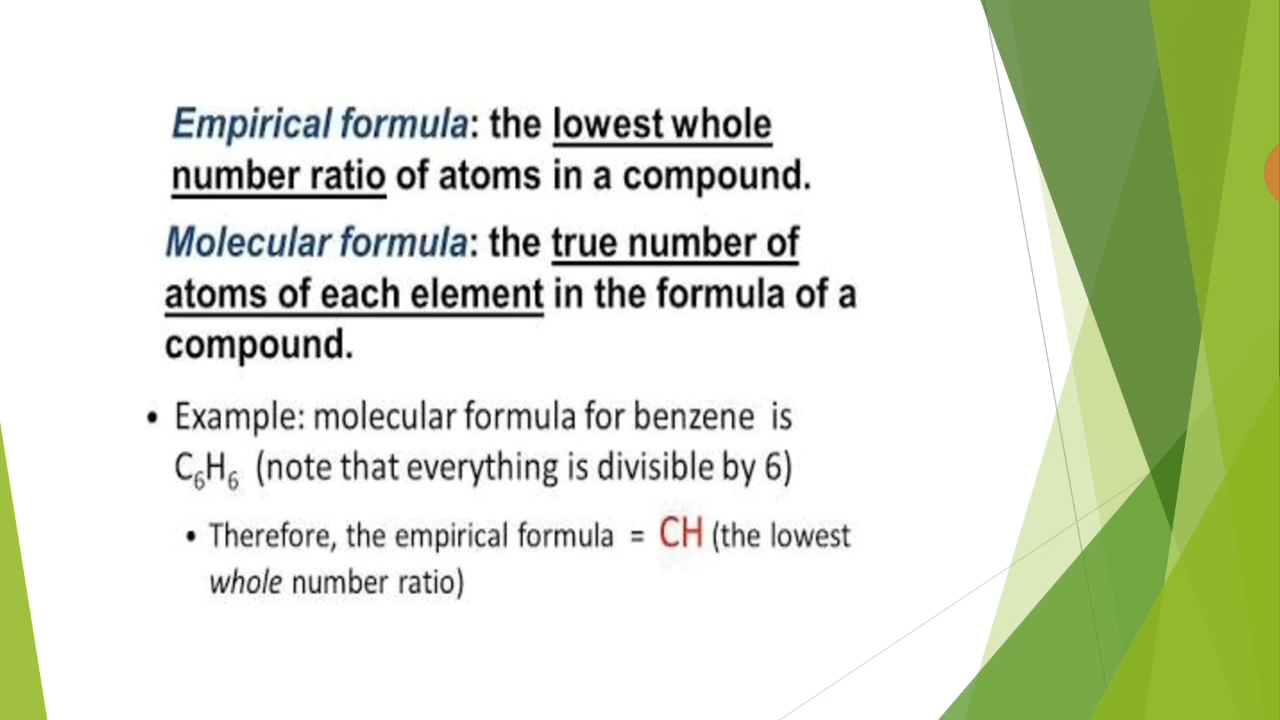 Empirical formula: the lowest whole
number ratio of atoms in a compound.
Molecular formula: the true number of
atoms of each element in the formula of a
compound.
• Example: molecular formula for benzene is
C₆H₆ (note that everything is divisible by 6)
• Therefore, the empirical formula = CH (the lowest
whole number ratio)